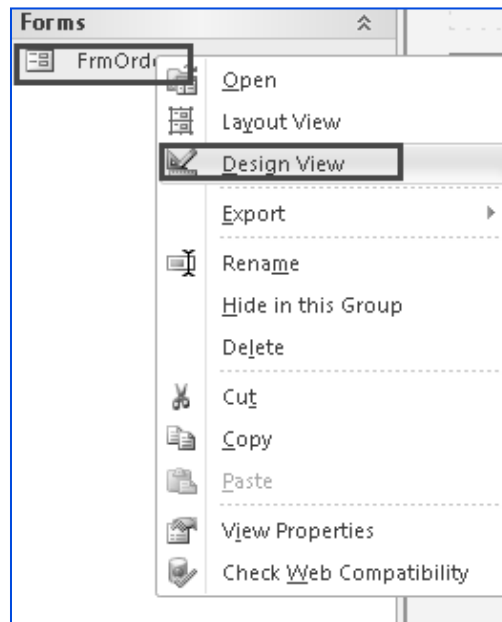 Forms
FrmOrd
Open
Layout View
Design View
Export
Rename
Hide in this Group
Delete
Cut
Copy
Paste
View Properties
Check Web Compatibility